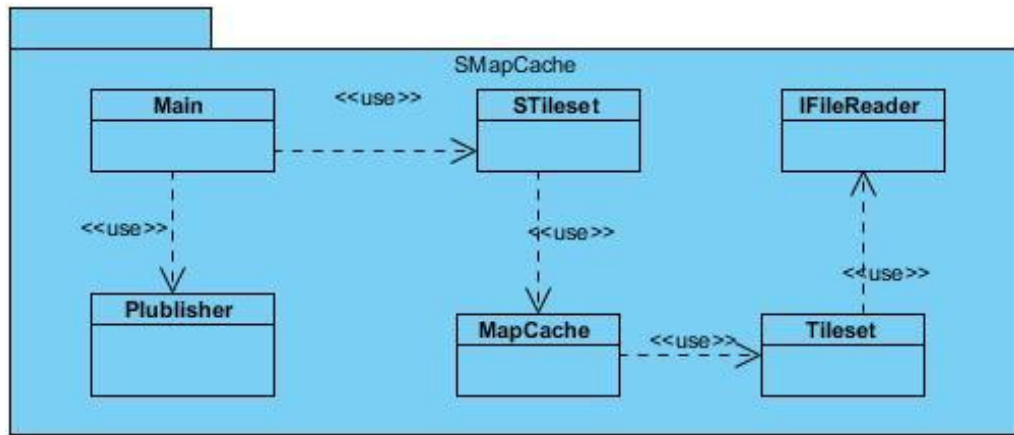 SMapCache
Main
<<use>>
STileset
IFileReader
<<use>>
<<use>>
<<use>>
Plublisher
MapCache
<<use>>
Tileset